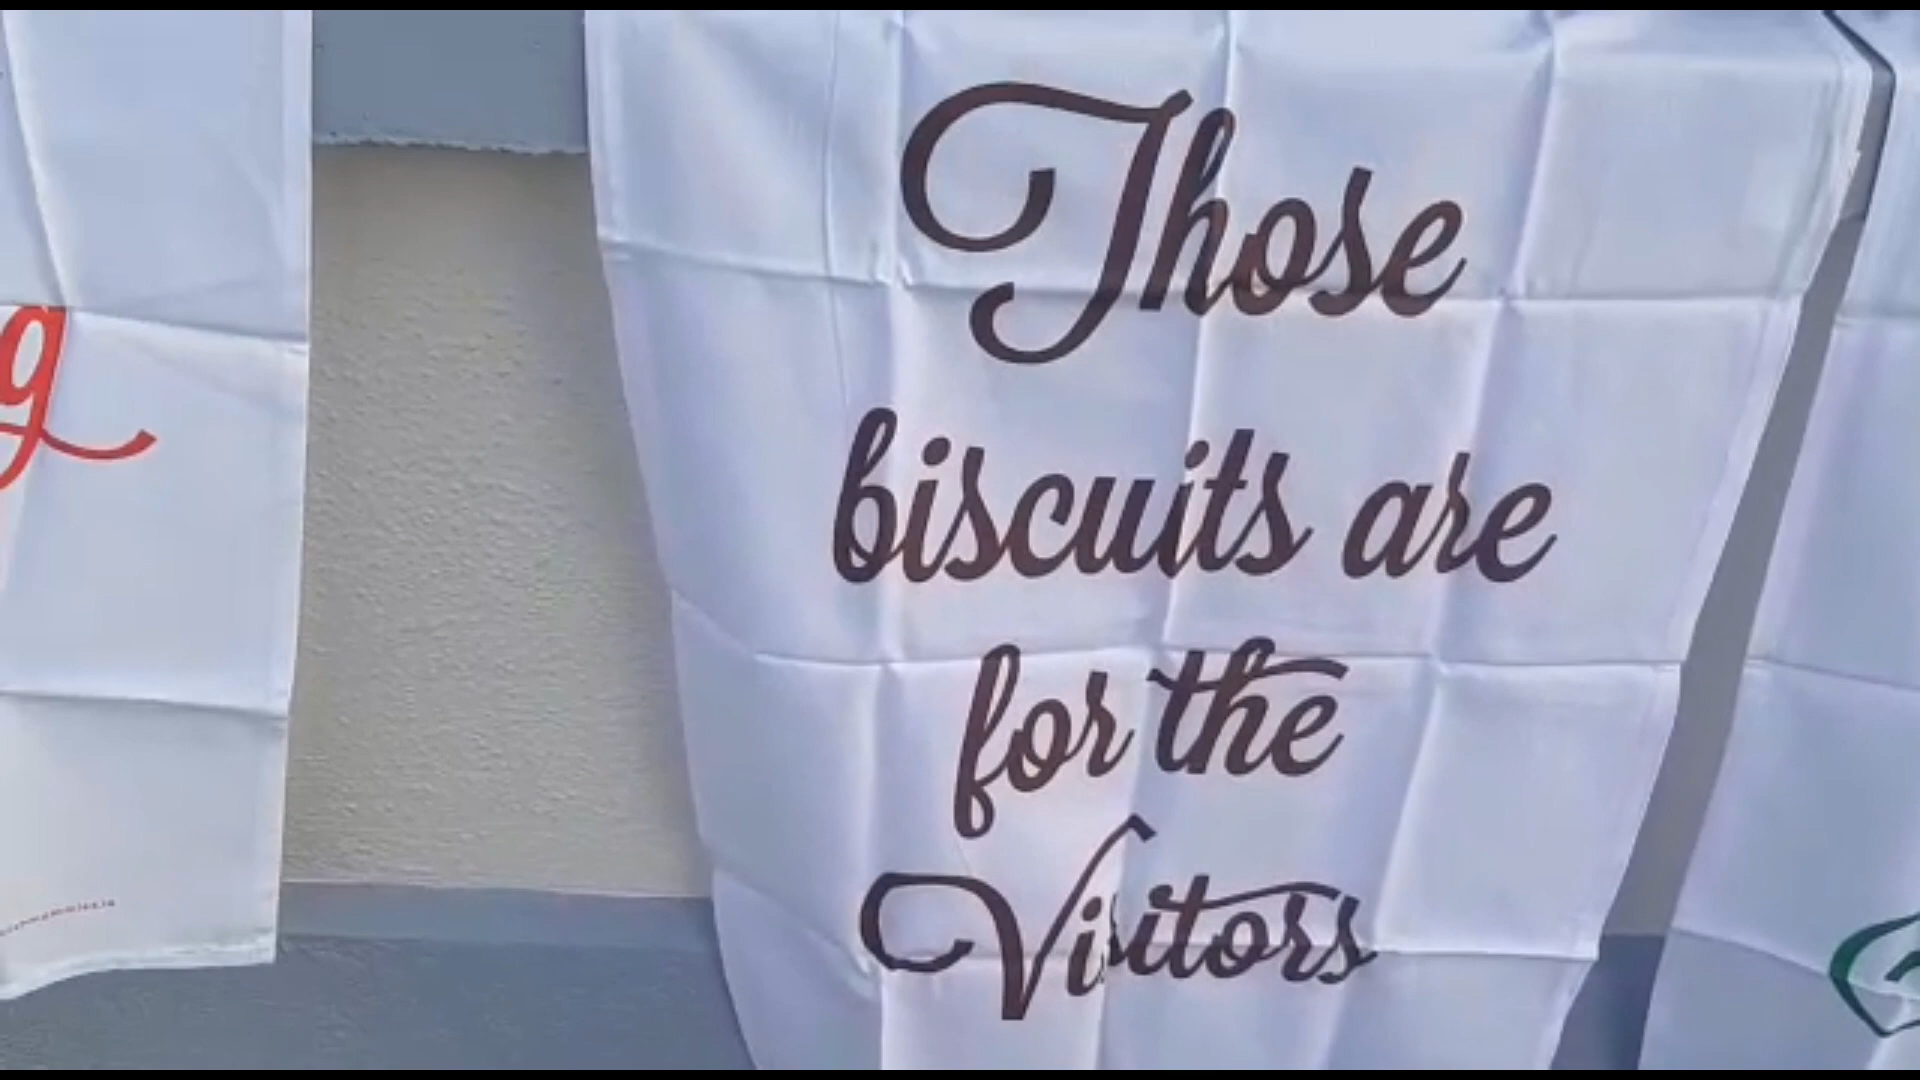 g
Those
biscuits are
for the
Visitors